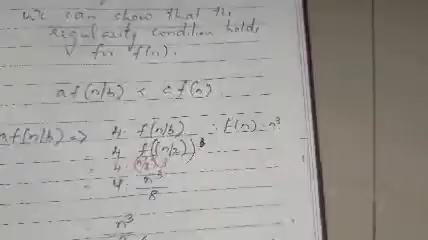 we can show that the
regularity condition holds
for f(n).
af(n/b) < cf(n)
af(n/b) => 4 f(n/b) ∵ f(n) = n³
4 f((n/2))³
= 4 (n/2)³
= 4 n³/8
n³